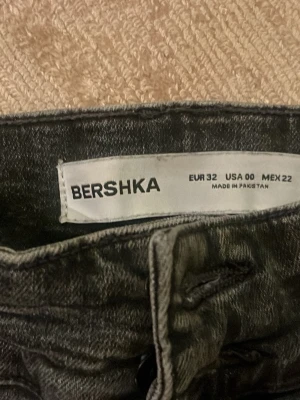 BERSHKA
EUR 32 USA 00 MEX 22
MADE IN PAKISTAN